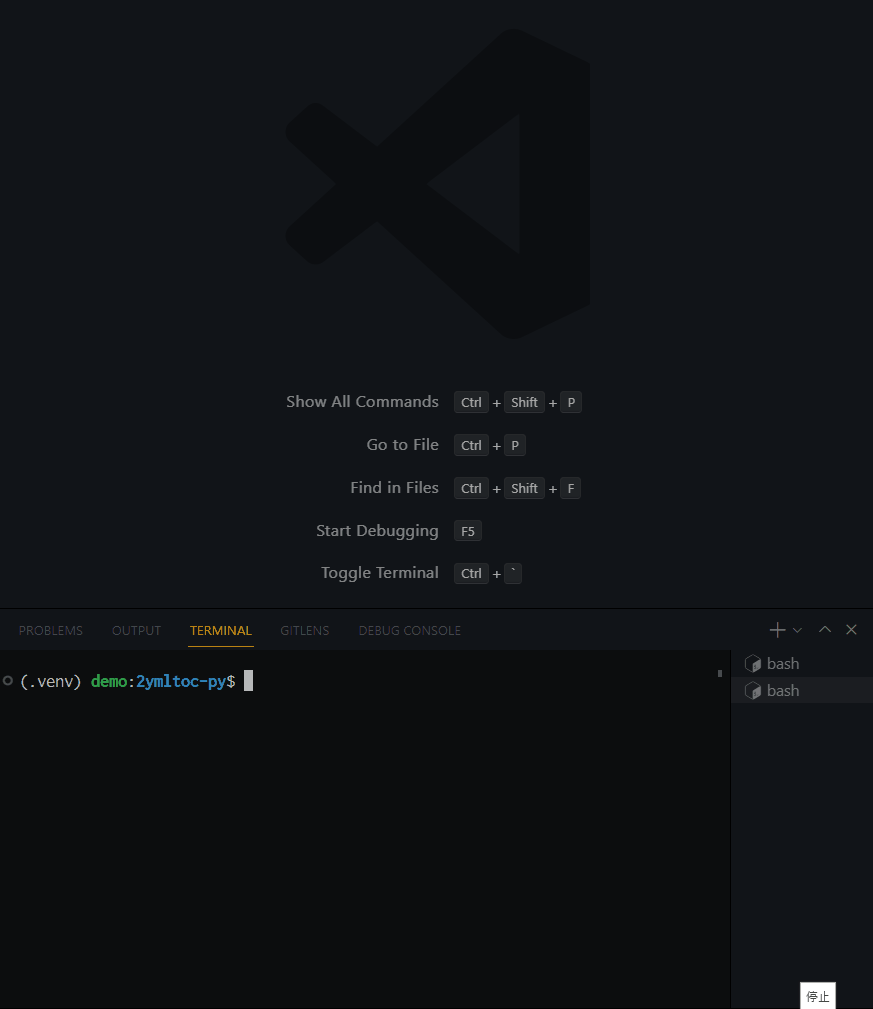 Show All Commands Ctrl + Shift + P
Go to File Ctrl + P
Find in Files Ctrl + Shift + F
Start Debugging F5
Toggle Terminal Ctrl + `
PROBLEMS OUTPUT TERMINAL GITLENS DEBUG CONSOLE
(.venv) demo:2ymltoc-py$
bash
bash
停止